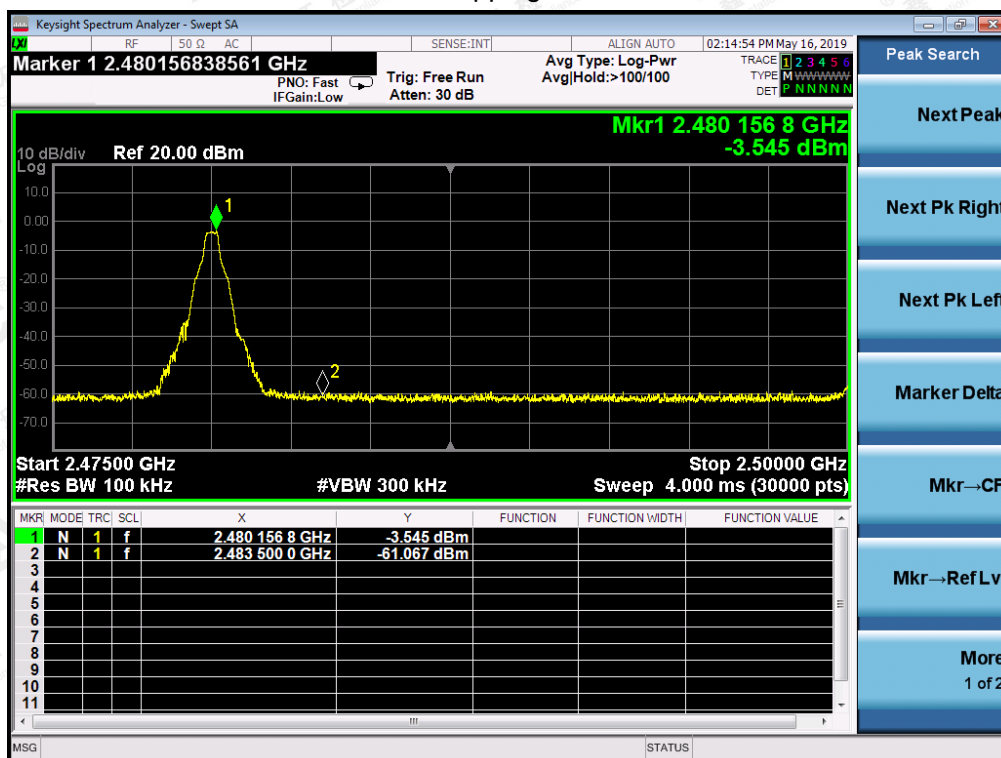 Keysight Spectrum Analyzer - Swept SA
LXI RF 50 Ω AC SENSE:INT ALIGN AUTO 02:14:54 PM May 16, 2019
Marker 1 2.480156838561 GHz
PNO: Fast
IFGain:Low
Trig: Free Run
Atten: 30 dB
Avg Type: Log-Pwr
Avg|Hold:>100/100
TRACE 1 2 3 4 5 6
TYPE M WWWWW
DET P N N N N N
Mkr1 2.480 156 8 GHz
-3.545 dBm
10 dB/div Ref 20.00 dBm
Log
10.0
0.00
-10.0
-20.0
-30.0
-40.0
-50.0
-60.0
-70.0
1
2
Start 2.47500 GHz Stop 2.50000 GHz
#Res BW 100 kHz #VBW 300 kHz Sweep 4.000 ms (30000 pts)
MKR MODE TRC SCL X Y FUNCTION FUNCTION WIDTH FUNCTION VALUE
1 N 1 f 2.480 156 8 GHz -3.545 dBm
2 N 1 f 2.483 500 0 GHz -61.067 dBm
3
4
5
6
7
8
9
10
11
MSG STATUS
Peak Search
Next Peak
Next Pk Right
Next Pk Left
Marker Delta
Mkr→CF
Mkr→Ref Lv
More
1 of 2